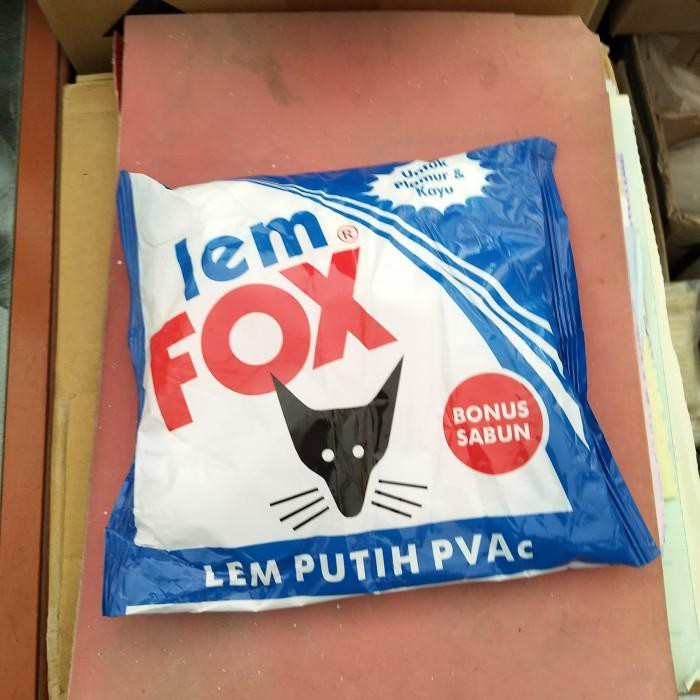 Untuk
Plamur &
Kayu
lem ®
FOX
BONUS
SABUN
LEM PUTIH PVAc